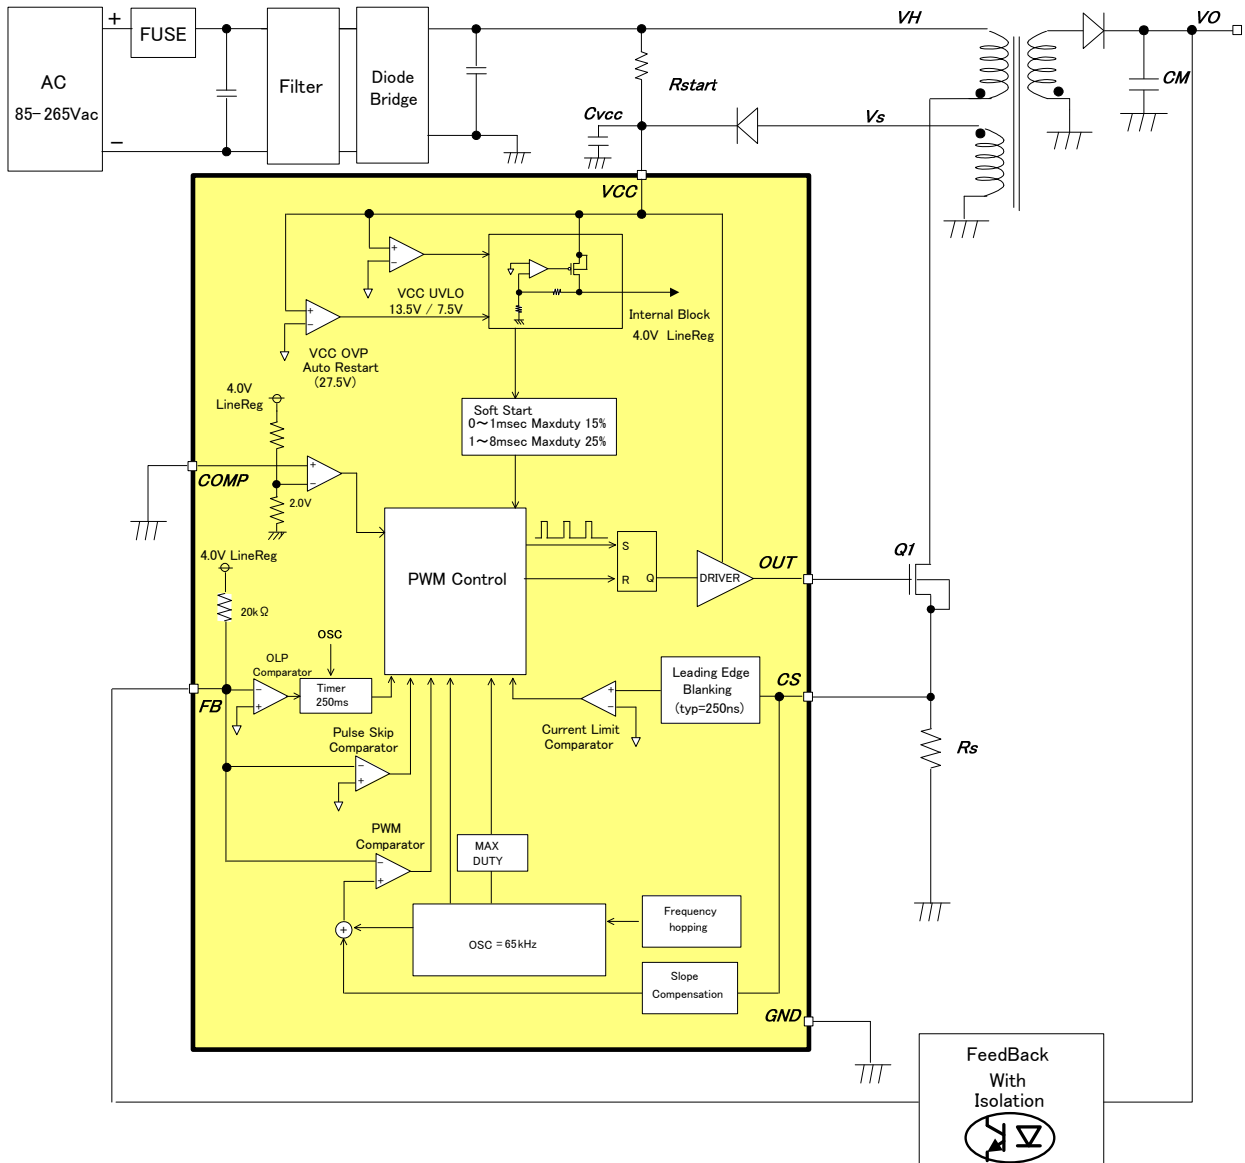 +
FUSE
VH
VO
AC
85-265Vac
Filter
Diode
Bridge
Rstart
CM
−
Cvcc
Vs
VCC
+
−
VCC UVLO
13.5V / 7.5V
Internal Block
4.0V LineReg
+
−
VCC OVP
Auto Restart
(27.5V)
4.0V
LineReg
Soft Start
0～1msec Maxduty 15%
1～8msec Maxduty 25%
COMP
+
−
2.0V
4.0V LineReg
20kΩ
PWM Control
S
R
Q
DRIVER
OUT
Q1
OSC
OLP
Comparator
−
+
Timer
250ms
FB
Leading Edge
Blanking
(typ=250ns)
CS
+
−
Current Limit
Comparator
Pulse Skip
Comparator
−
+
Rs
PWM
Comparator
−
+
MAX
DUTY
+
OSC = 65kHz
Frequency
hopping
Slope
Compensation
GND
FeedBack
With
Isolation